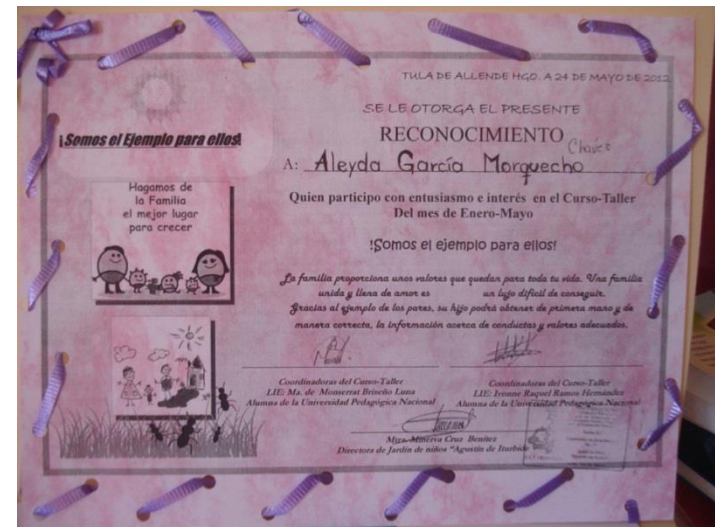 TULA DE ALLENDE HGO. A 24 DE MAYO DE 2012
SE LE OTORGA EL PRESENTE
RECONOCIMIENTO
Chávez
A: Aleyda García Morquecho
Quien participo con entusiasmo e interés en el Curso-Taller
Del mes de Enero-Mayo
!Somos el ejemplo para ellos!
La familia proporciona unos valores que quedan para toda tu vida. Una familia
unida y llena de amor es un lujo difícil de conseguir.
Gracias al ejemplo de los pares, su hijo podrá obtener de primera mano y de
manera correcta, la información acerca de conductas y valores adecuados.
Coordinadoras del Curso-Taller
LIE: Ma. de Monserrat Briseño Luna
Alumna de la Universidad Pedagógica Nacional
Coordinadoras del Curso-Taller
LIE: Ivonne Raquel Ramos Hernández
Alumna de la Universidad Pedagógica Nacional
Mtra. Minerva Cruz Benítez
Directora de Jardín de niños "Agustín de Iturbide
¡Somos el Ejemplo para ellos!
Hagamos de
la Familia
el mejor lugar
para crecer